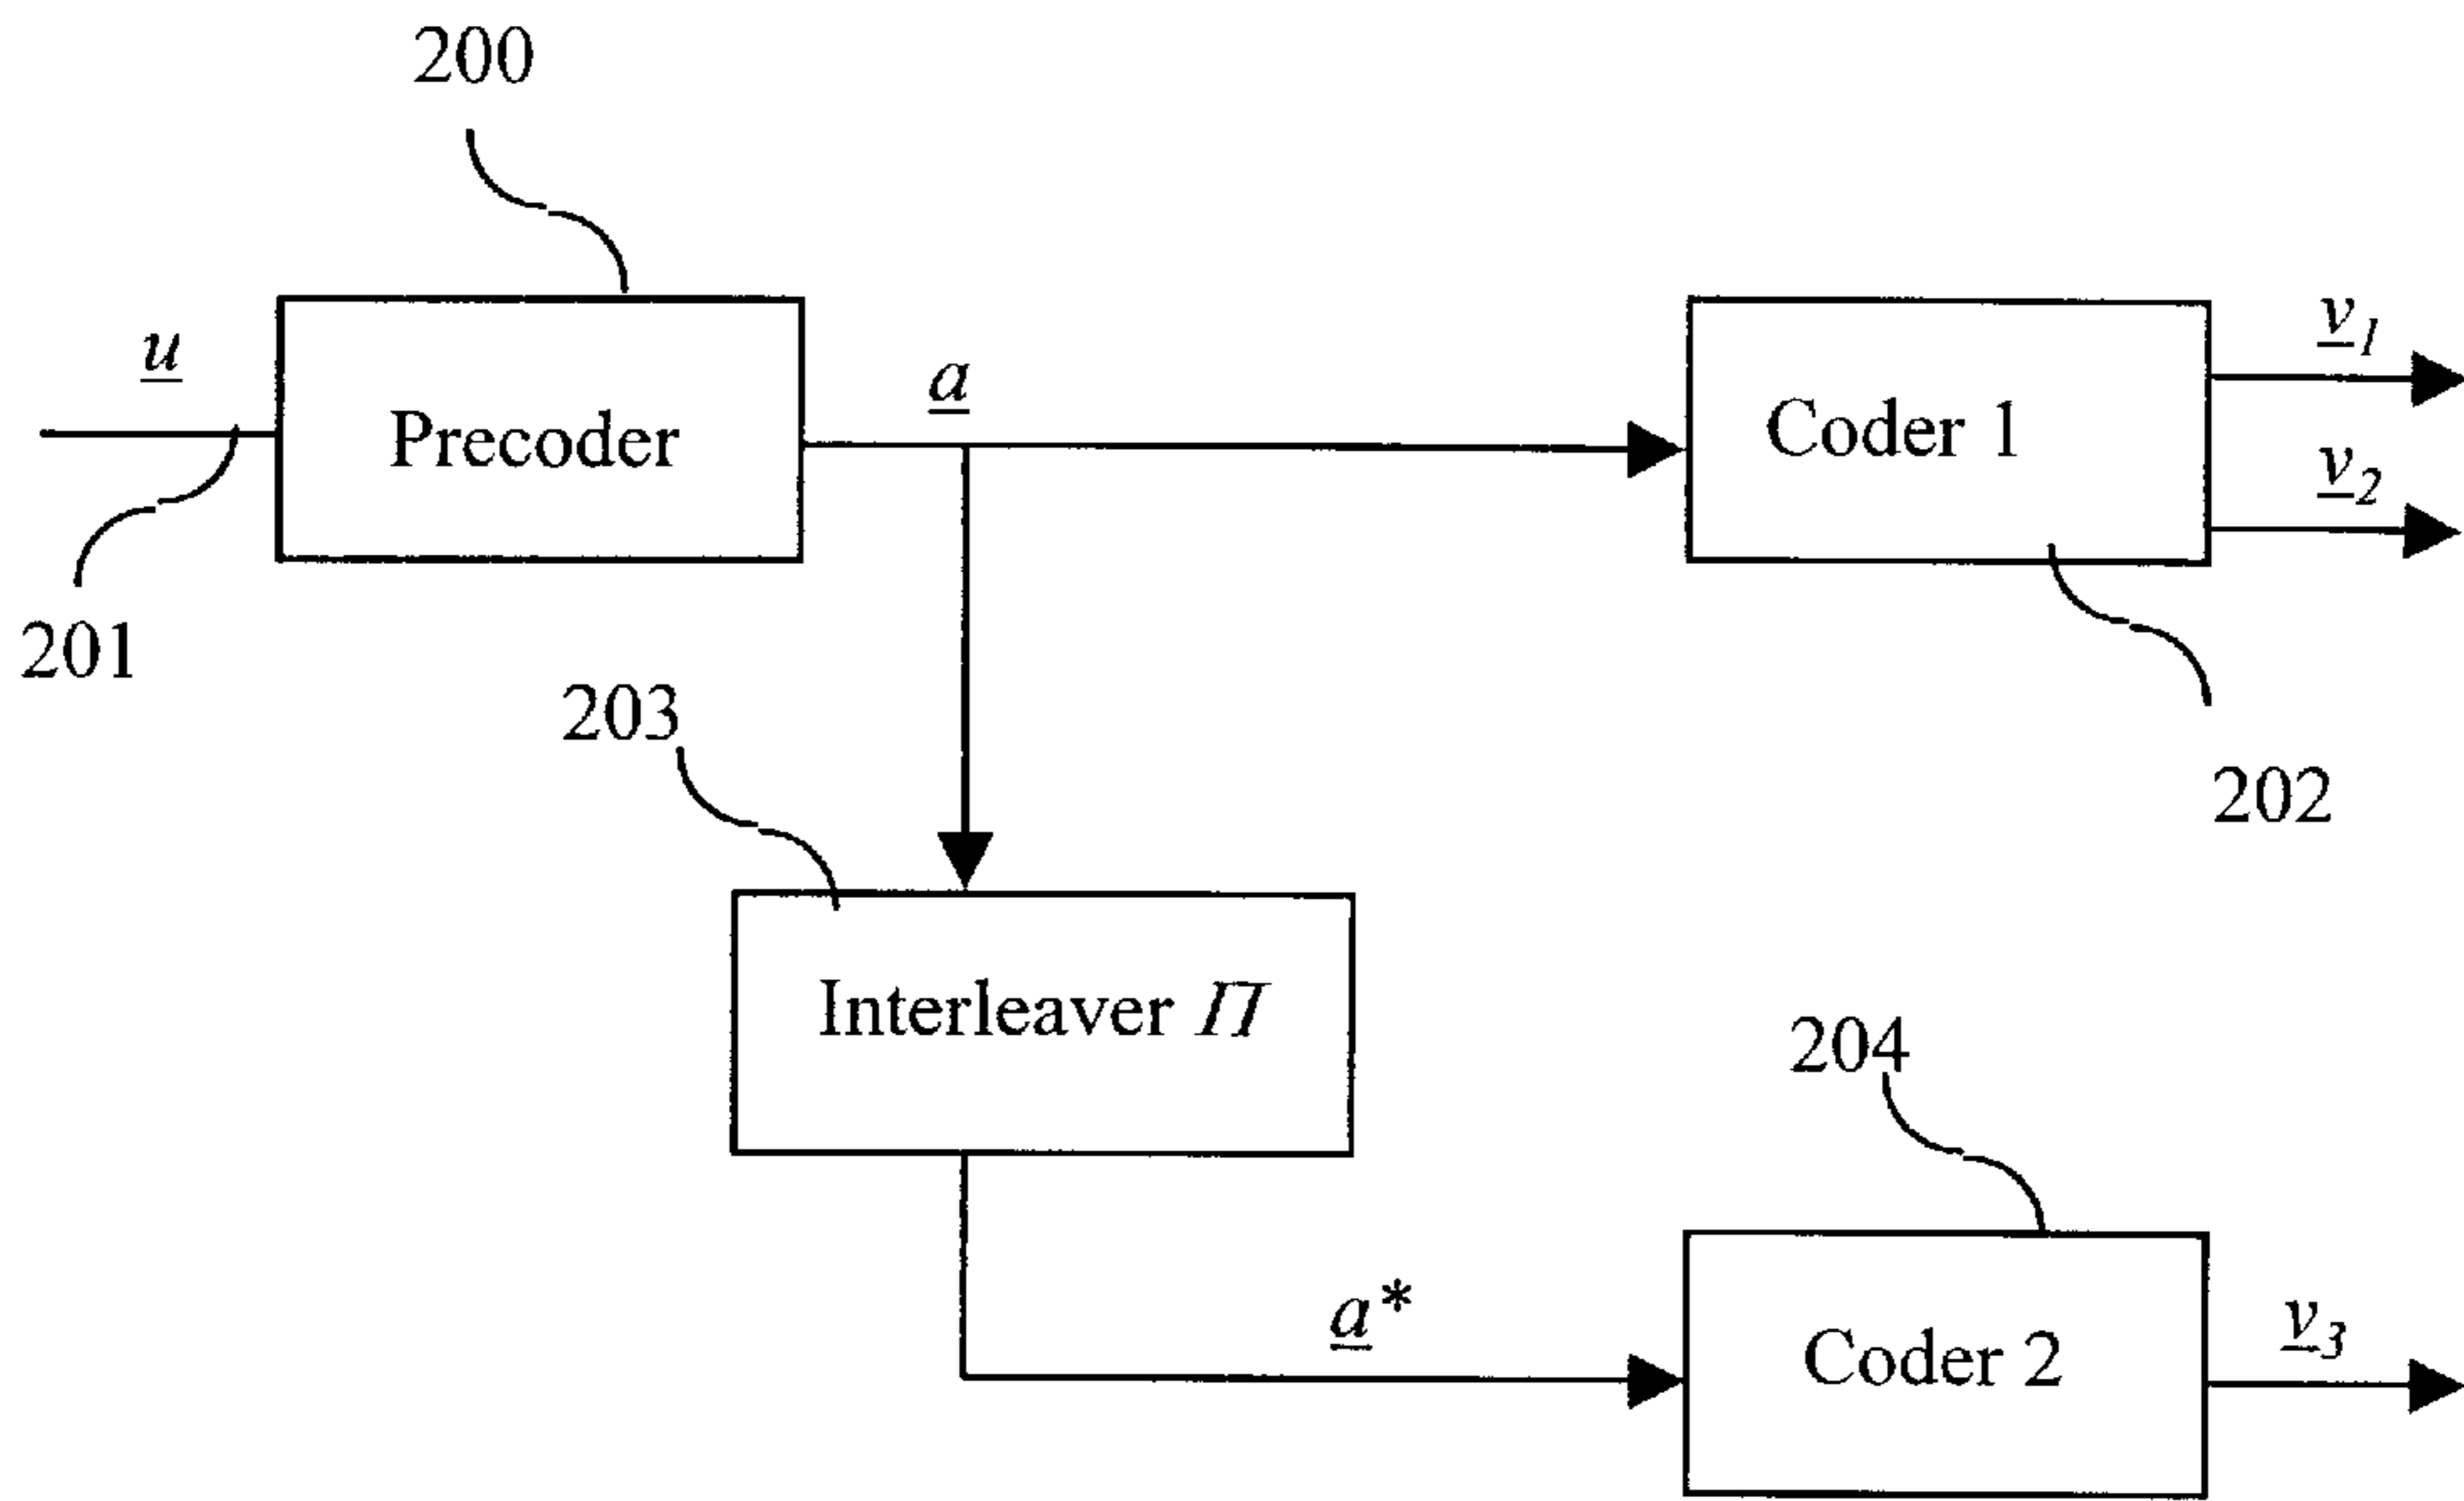 200
u
Precoder
a
Coder 1
v1
v2
201
203
202
Interleaver Π
204
a*
Coder 2
v3